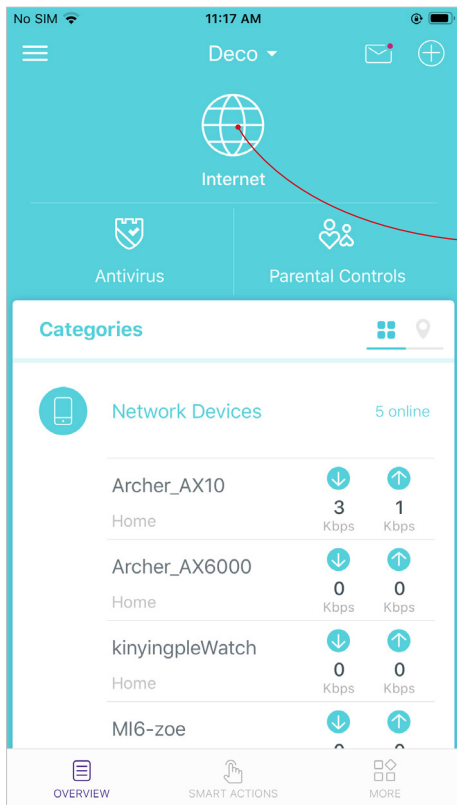 No SIM 11:17 AM
Deco
Internet
Antivirus Parental Controls
Categories
Network Devices 5 online
Archer_AX10
3 1
Home Kbps Kbps
Archer_AX6000
0 0
Home Kbps Kbps
kinyingpleWatch
0 0
Home Kbps Kbps
MI6-zoe
OVERVIEW SMART ACTIONS MORE